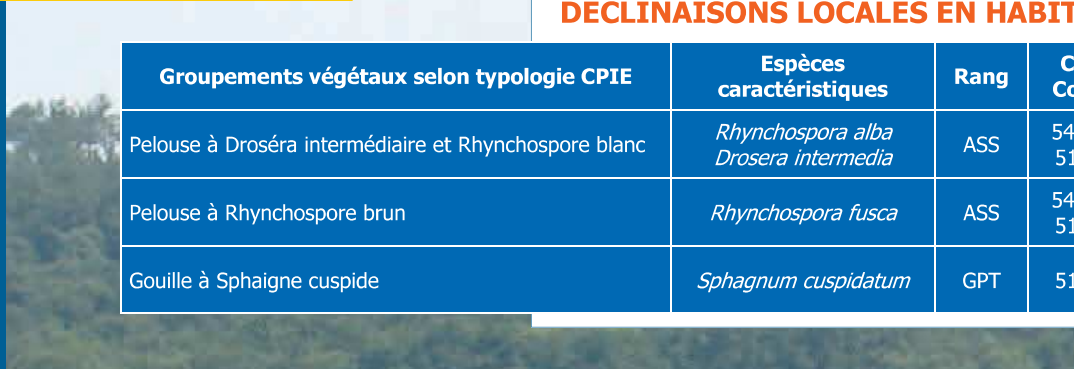 DECLINAISONS LOCALES EN HABIT
Groupements végétaux selon typologie CPIE
Espèces
caractéristiques
Rang
C
Co
Pelouse à Droséra intermédiaire et Rhynchospore blanc
Rhynchospora alba
Drosera intermedia
ASS
54
51
Pelouse à Rhynchospore brun
Rhynchospora fusca
ASS
54
51
Gouille à Sphaigne cuspide
Sphagnum cuspidatum
GPT
51